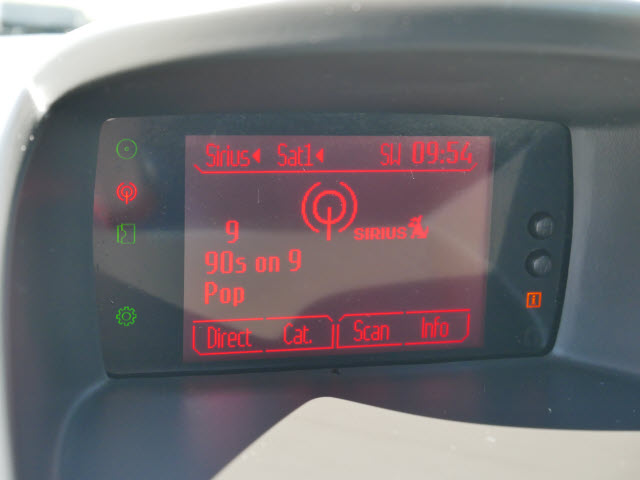 Sirius Sat1 SW 09:54
SIRIUS
9
90s on 9
Pop
Direct Cat. Scan Info
i